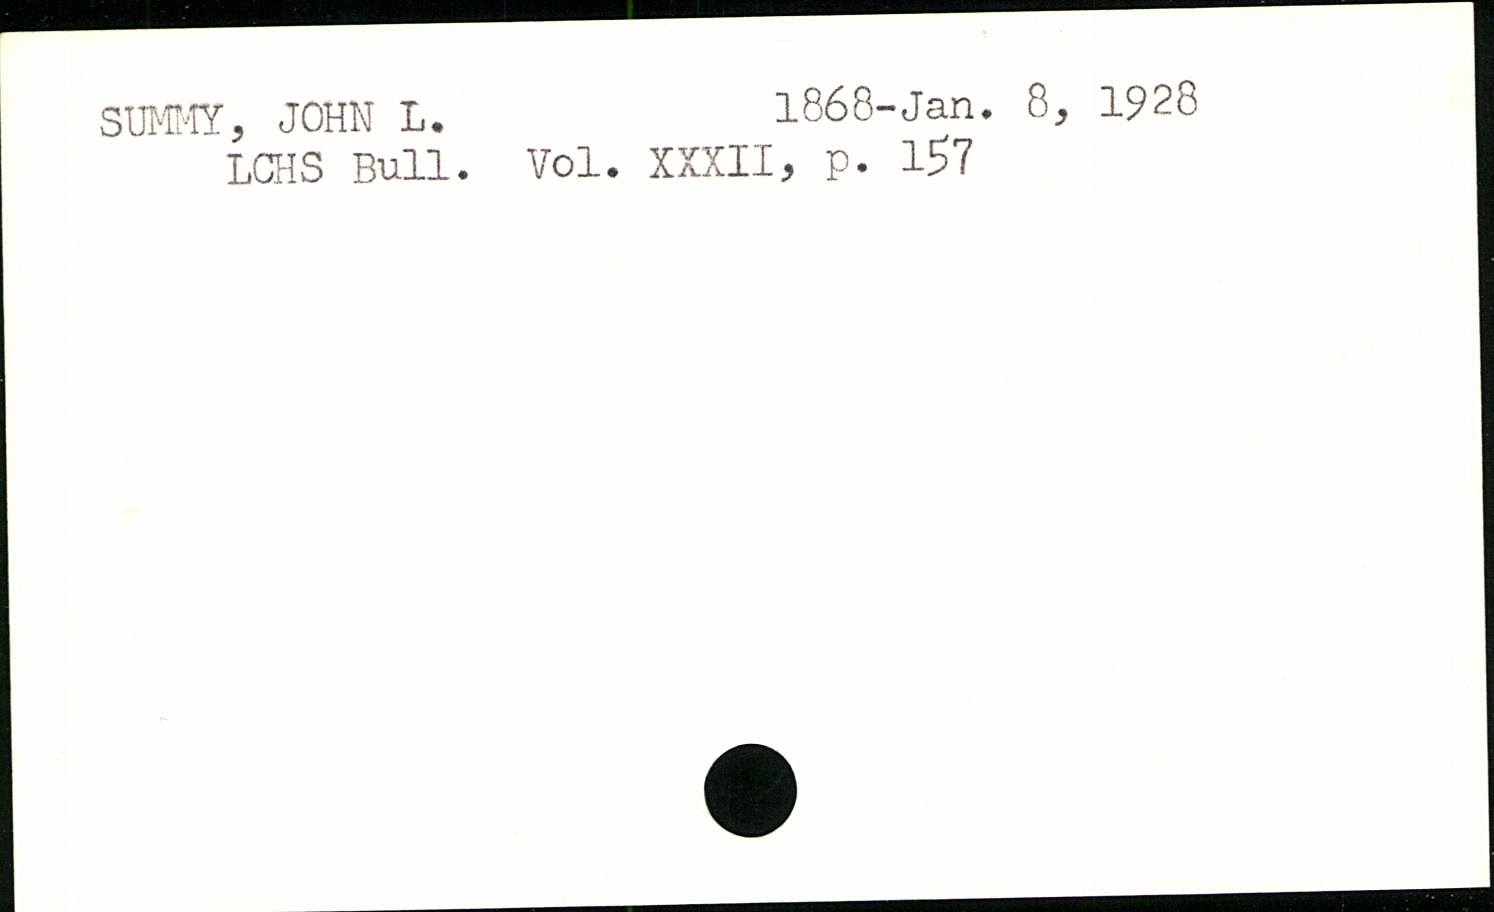 SUMMY, JOHN L. 1868-Jan. 8, 1928
LCHS Bull. Vol. XXXII, p. 157